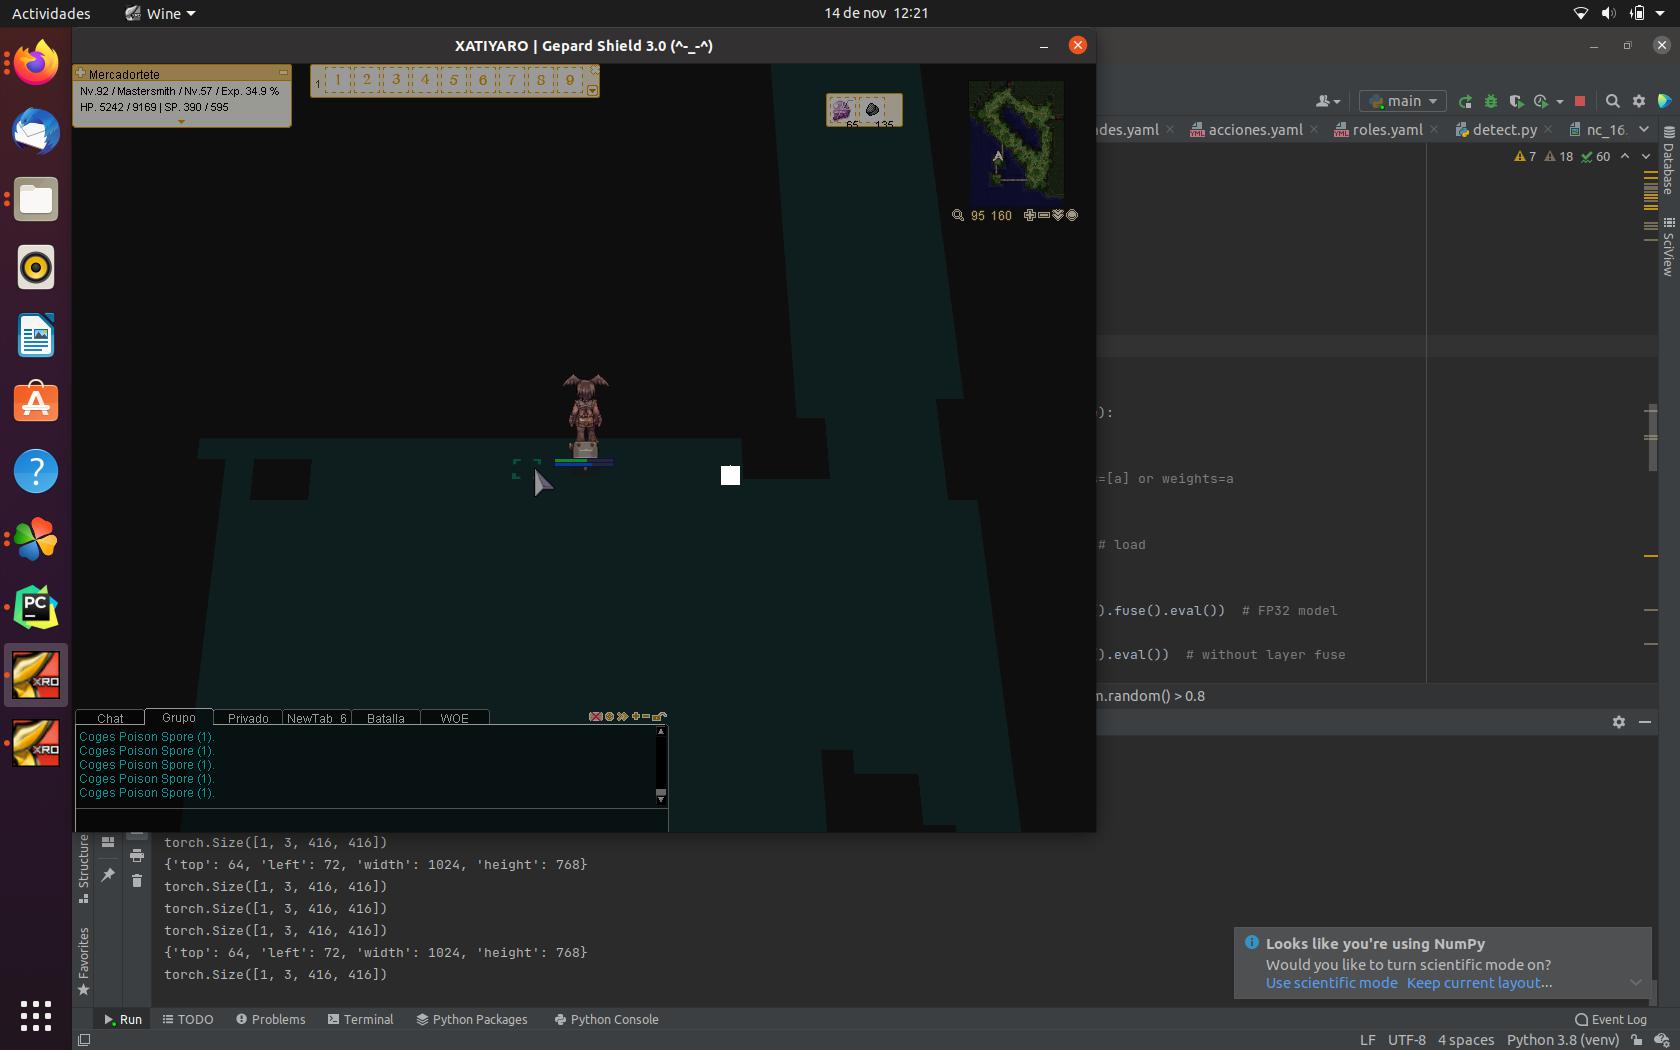 Actividades
Wine
14 de nov 12:21
XATIYARO | Gepard Shield 3.0 (^-_-^)
Mercadortete
Nv.92 / Mastersmith / Nv.57 / Exp. 34.9 %
HP. 5242 / 9169 | SP. 390 / 595
1 1 2 3 4 5 6 7 8 9
65 135
95 160
main
des.yaml
acciones.yaml
roles.yaml
detect.py
nc_16.
7 18 60
Database
SciView
):
=[a] or weights=a
# load
).fuse().eval()) # FP32 model
).eval()) # without layer fuse
m.random() > 0.8
PC
XRO
XRO
Chat Grupo Privado NewTab_6 Batalla WOE
Coges Poison Spore (1).
Coges Poison Spore (1).
Coges Poison Spore (1).
Coges Poison Spore (1).
Coges Poison Spore (1).
Structure
Favorites
torch.Size([1, 3, 416, 416])
{'top': 64, 'left': 72, 'width': 1024, 'height': 768}
torch.Size([1, 3, 416, 416])
torch.Size([1, 3, 416, 416])
torch.Size([1, 3, 416, 416])
{'top': 64, 'left': 72, 'width': 1024, 'height': 768}
torch.Size([1, 3, 416, 416])
Looks like you're using NumPy
Would you like to turn scientific mode on?
Use scientific mode Keep current layout...
Run TODO Problems Terminal Python Packages Python Console
Event Log
LF UTF-8 4 spaces Python 3.8 (venv)